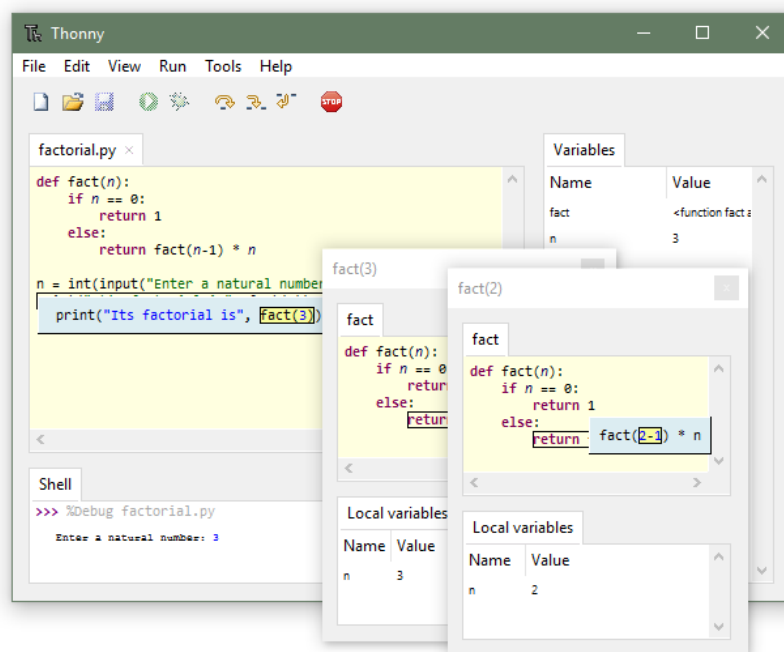 Thonny
File Edit View Run Tools Help
STOP
factorial.py
def fact(n):
if n == 0:
return 1
else:
return fact(n-1) * n
n = int(input("Enter a natural number
print("Its factorial is", fact(3))
Shell
>>> %Debug factorial.py
Enter a natural number: 3
Variables
Name Value
fact <function fact a
n 3
fact(3)
fact
def fact(n):
if n == 0
retur
else:
retur
Local variables
Name Value
n 3
fact(2)
fact
def fact(n):
if n == 0:
return 1
else:
return fact(2-1) * n
Local variables
Name Value
n 2